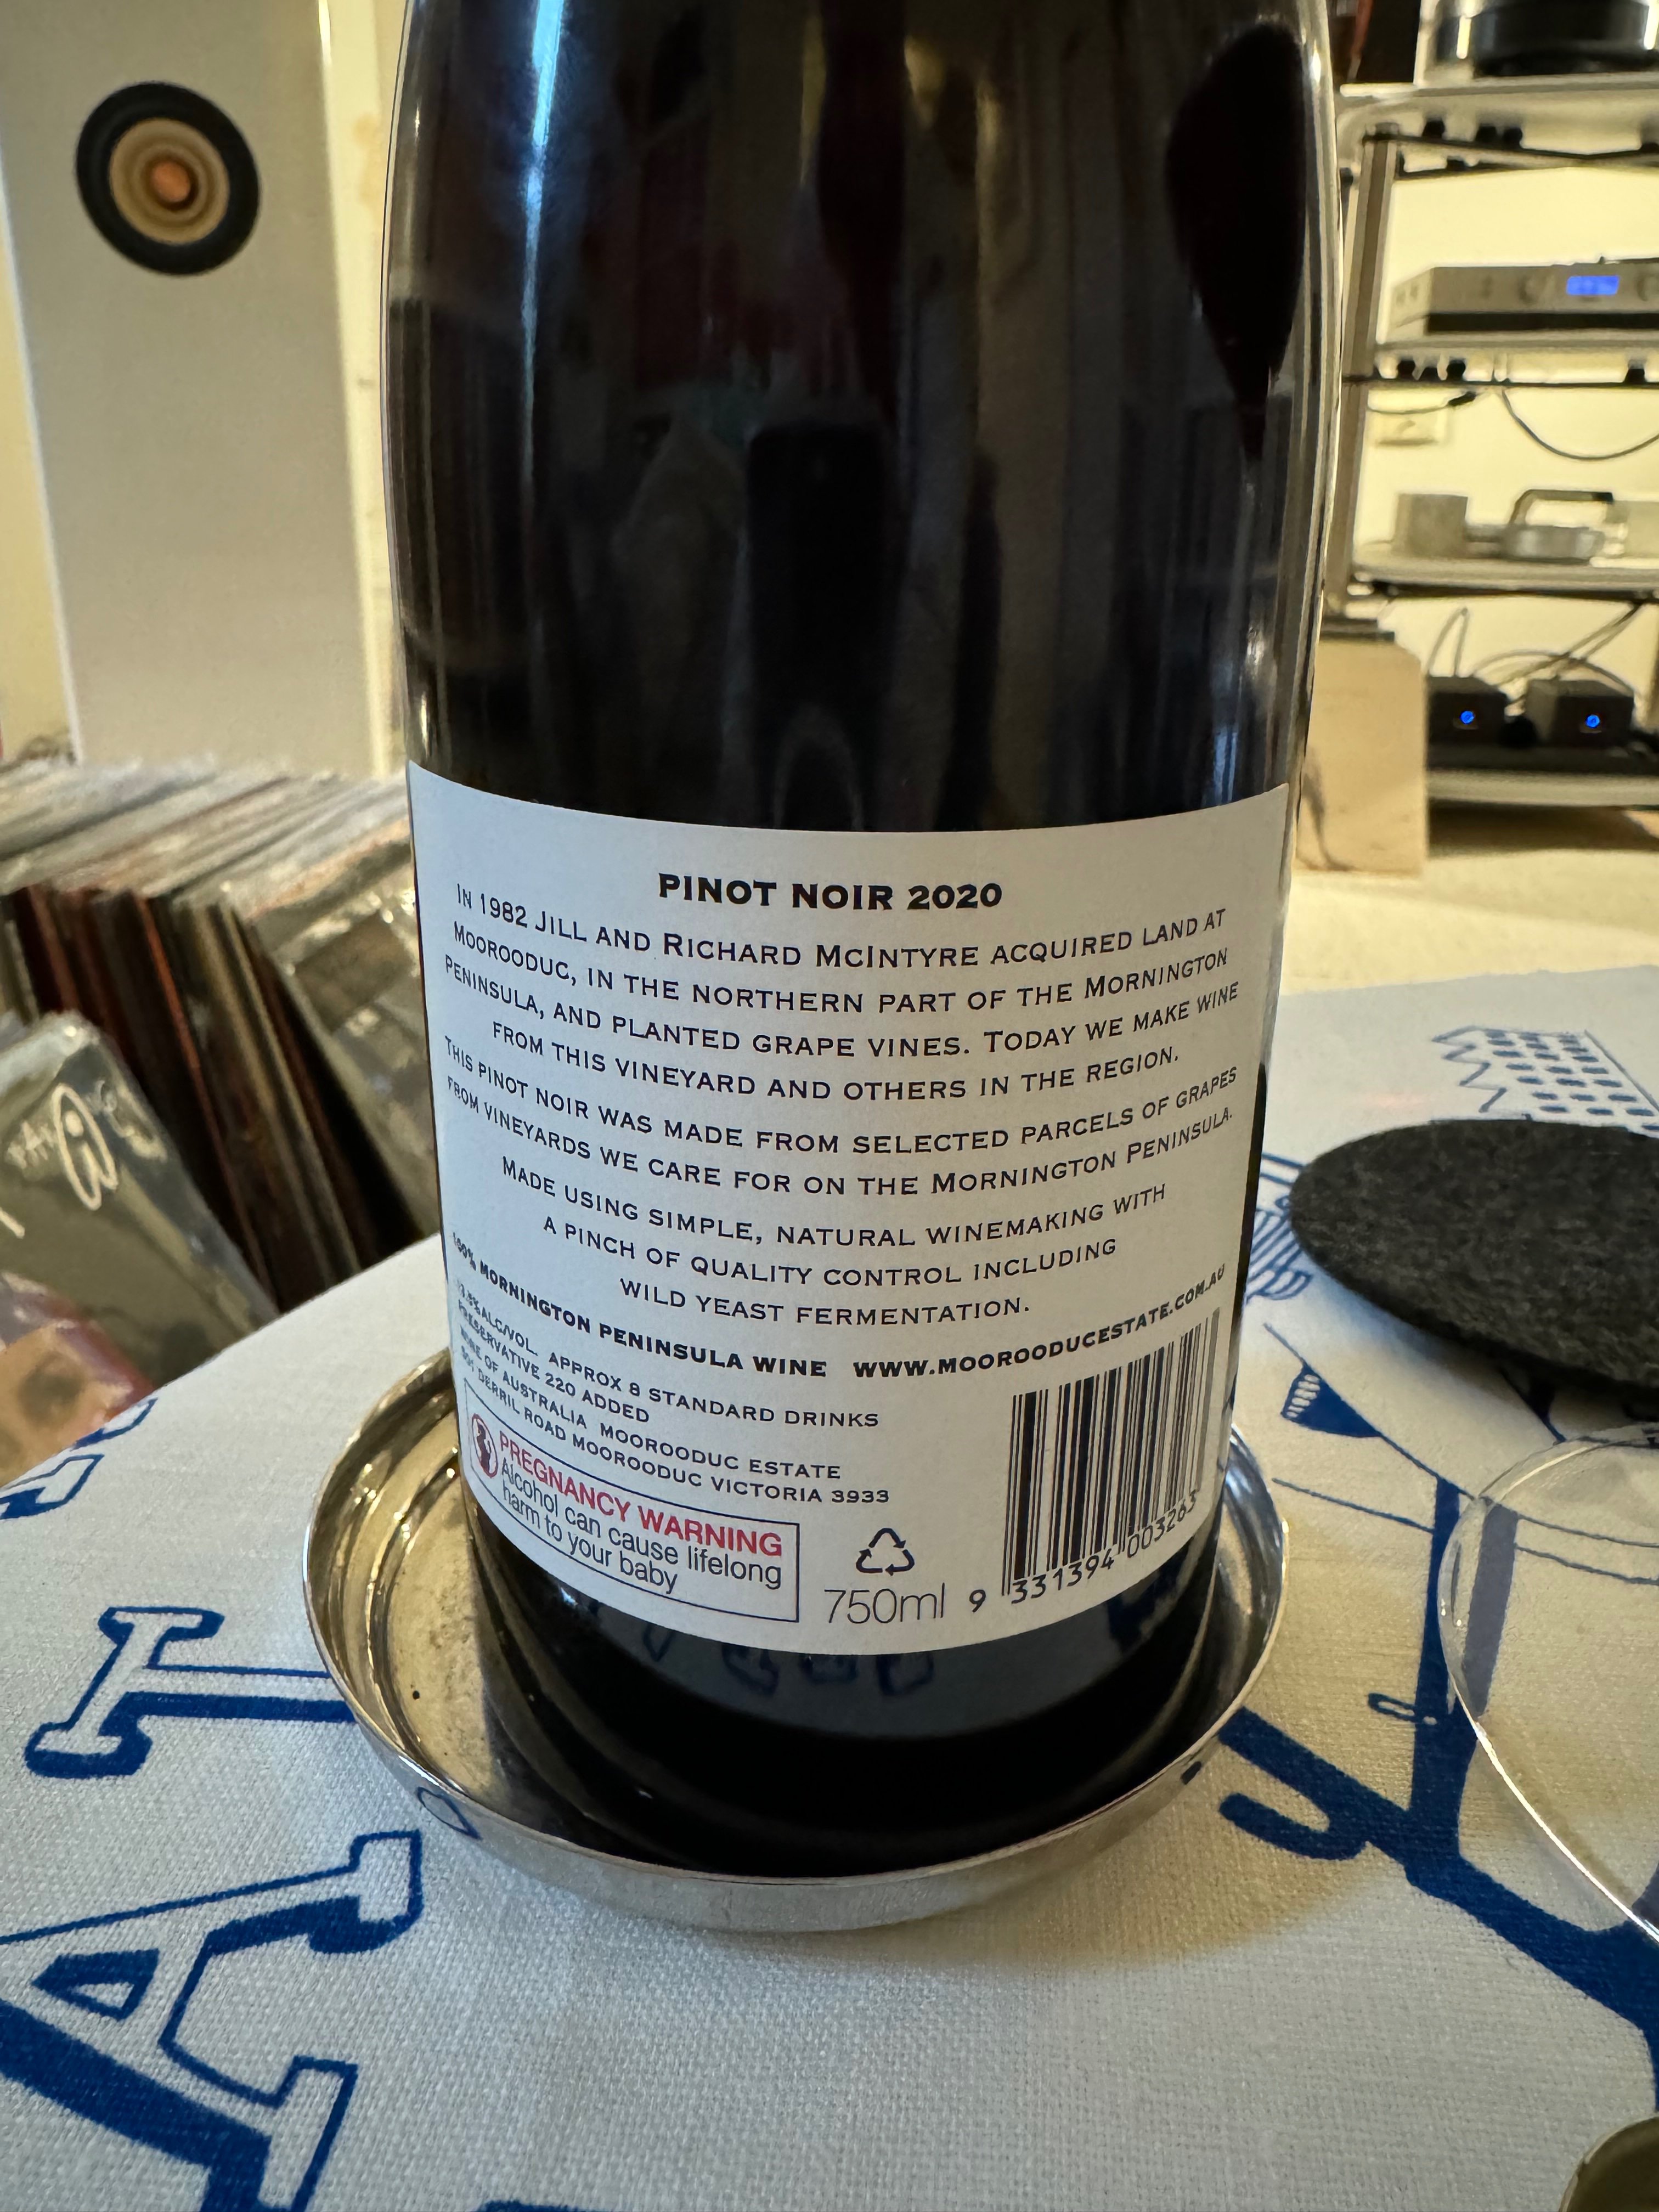 PINOT NOIR 2020
IN 1982 JILL AND RICHARD MCINTYRE ACQUIRED LAND AT
MOOROODUC, IN THE NORTHERN PART OF THE MORNINGTON
PENINSULA, AND PLANTED GRAPE VINES. TODAY WE MAKE WINE
FROM THIS VINEYARD AND OTHERS IN THE REGION.
THIS PINOT NOIR WAS MADE FROM SELECTED PARCELS OF GRAPES
FROM VINEYARDS WE CARE FOR ON THE MORNINGTON PENINSULA.
MADE USING SIMPLE, NATURAL WINEMAKING WITH
A PINCH OF QUALITY CONTROL INCLUDING
WILD YEAST FERMENTATION.
100% MORNINGTON PENINSULA WINE WWW.MOOROODUCESTATE.COM.AU
ALC/VOL. APPROX 8 STANDARD DRINKS
PRESERVATIVE 220 ADDED
WINE OF AUSTRALIA MOOROODUC ESTATE
DERRIL ROAD MOOROODUC VICTORIA 3933
PREGNANCY WARNING
Alcohol can cause lifelong
harm to your baby
750ml
9 331394 003263